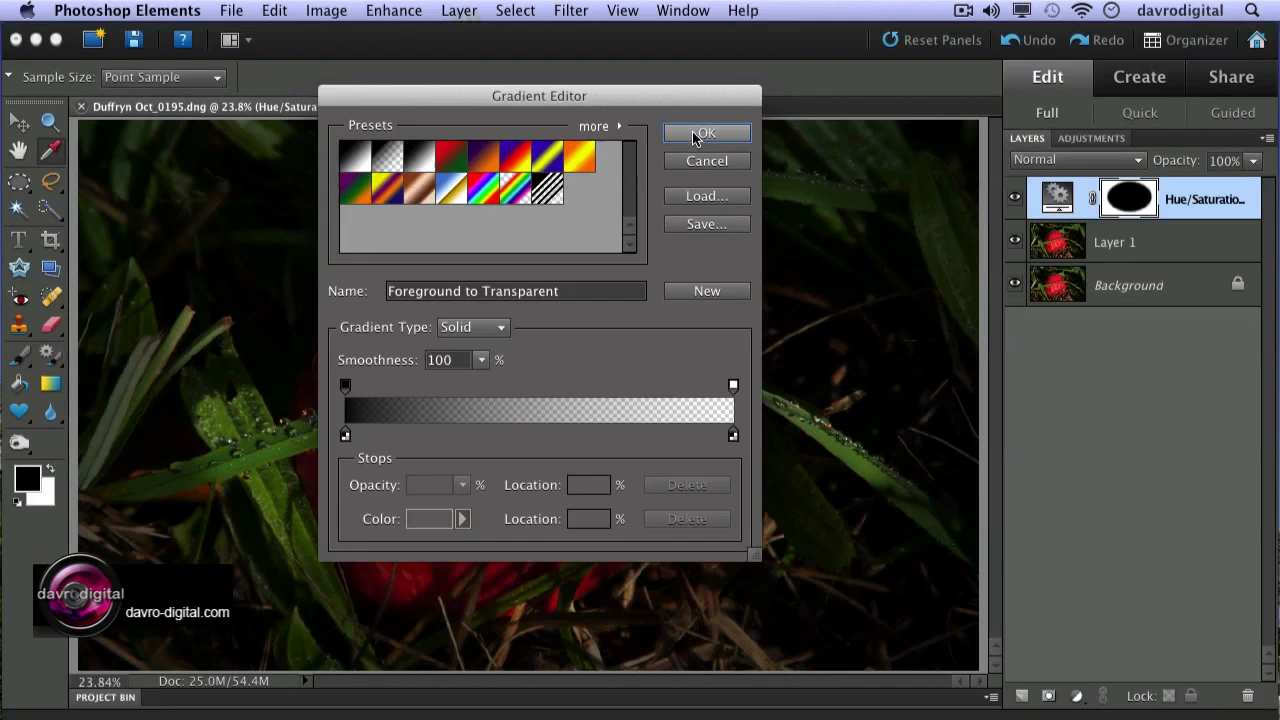 Photoshop Elements File Edit Image Enhance Layer Select Filter View Window Help davrodigital
Reset Panels Undo Redo Organizer
Sample Size: Point Sample
Edit Create Share
Duffryn Oct_0195.dng @ 23.8% (Hue/Satura
Full Quick Guided
LAYERS ADJUSTMENTS
Normal Opacity: 100%
Hue/Saturatio...
Layer 1
Background
Gradient Editor
Presets more
OK
Cancel
Load...
Save...
Name: Foreground to Transparent New
Gradient Type: Solid
Smoothness: 100 %
Stops
Opacity: % Location: % Delete
Color: Location: % Delete
davro digital
davro-digital.com
23.84% Doc: 25.0M/54.4M
PROJECT BIN
Lock: